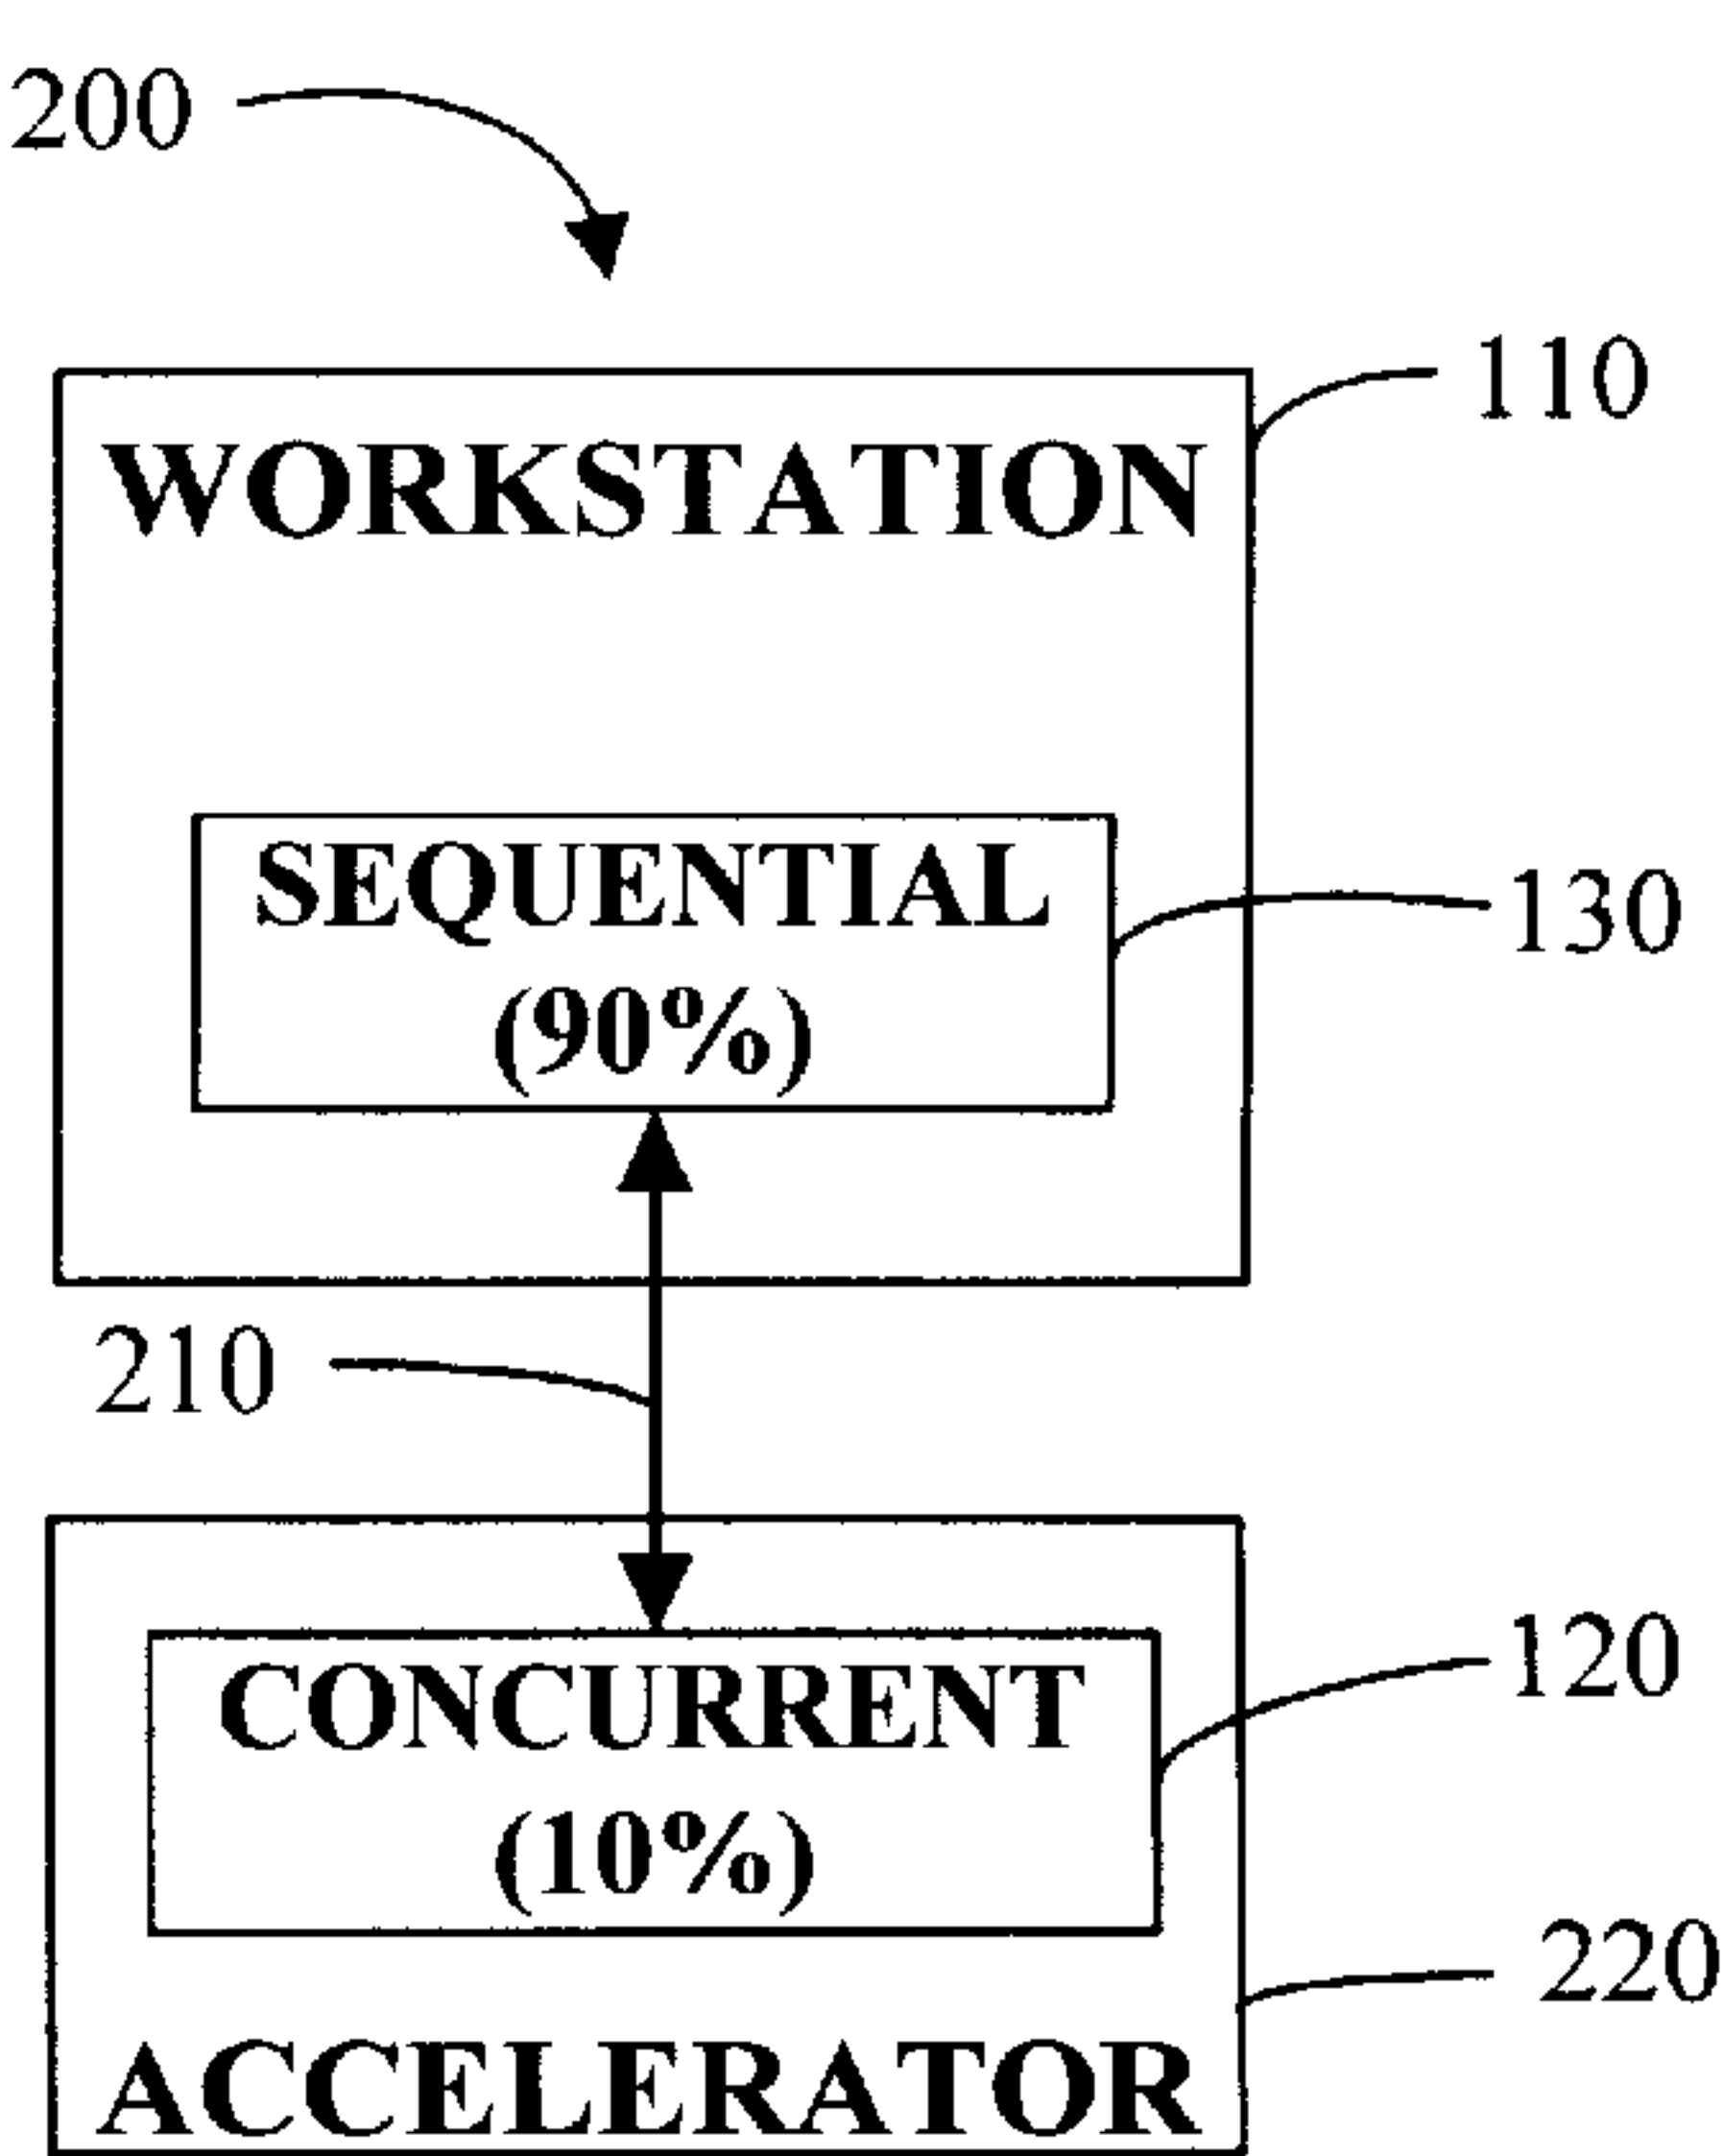 200
110
WORKSTATION
SEQUENTIAL
(90%)
130
210
CONCURRENT
(10%)
120
220
ACCELERATOR